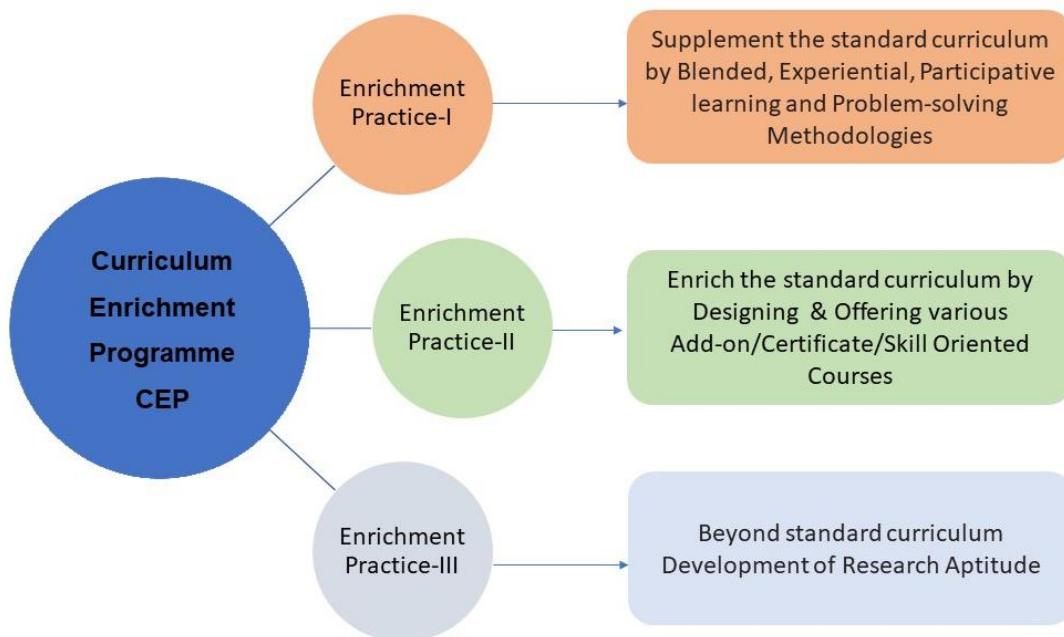 Curriculum
Enrichment
Programme
CEP
Enrichment
Practice-I
Supplement the standard curriculum
by Blended, Experiential, Participative
learning and Problem-solving
Methodologies
Enrichment
Practice-II
Enrich the standard curriculum by
Designing & Offering various
Add-on/Certificate/Skill Oriented
Courses
Enrichment
Practice-III
Beyond standard curriculum
Development of Research Aptitude